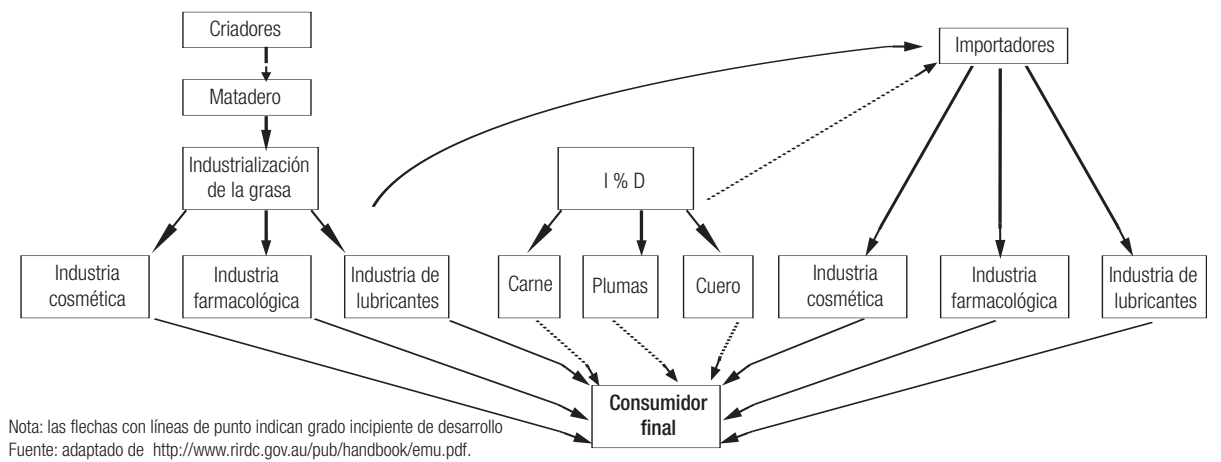 Criadores
Importadores
Matadero
Industrialización
de la grasa
I % D
Industria
cosmética
Industria
farmacológica
Industria de
lubricantes
Carne
Plumas
Cuero
Industria
cosmética
Industria
farmacológica
Industria de
lubricantes
Consumidor
final
Nota: las flechas con líneas de punto indican grado incipiente de desarrollo
Fuente: adaptado de http://www.rirdc.gov.au/pub/handbook/emu.pdf.